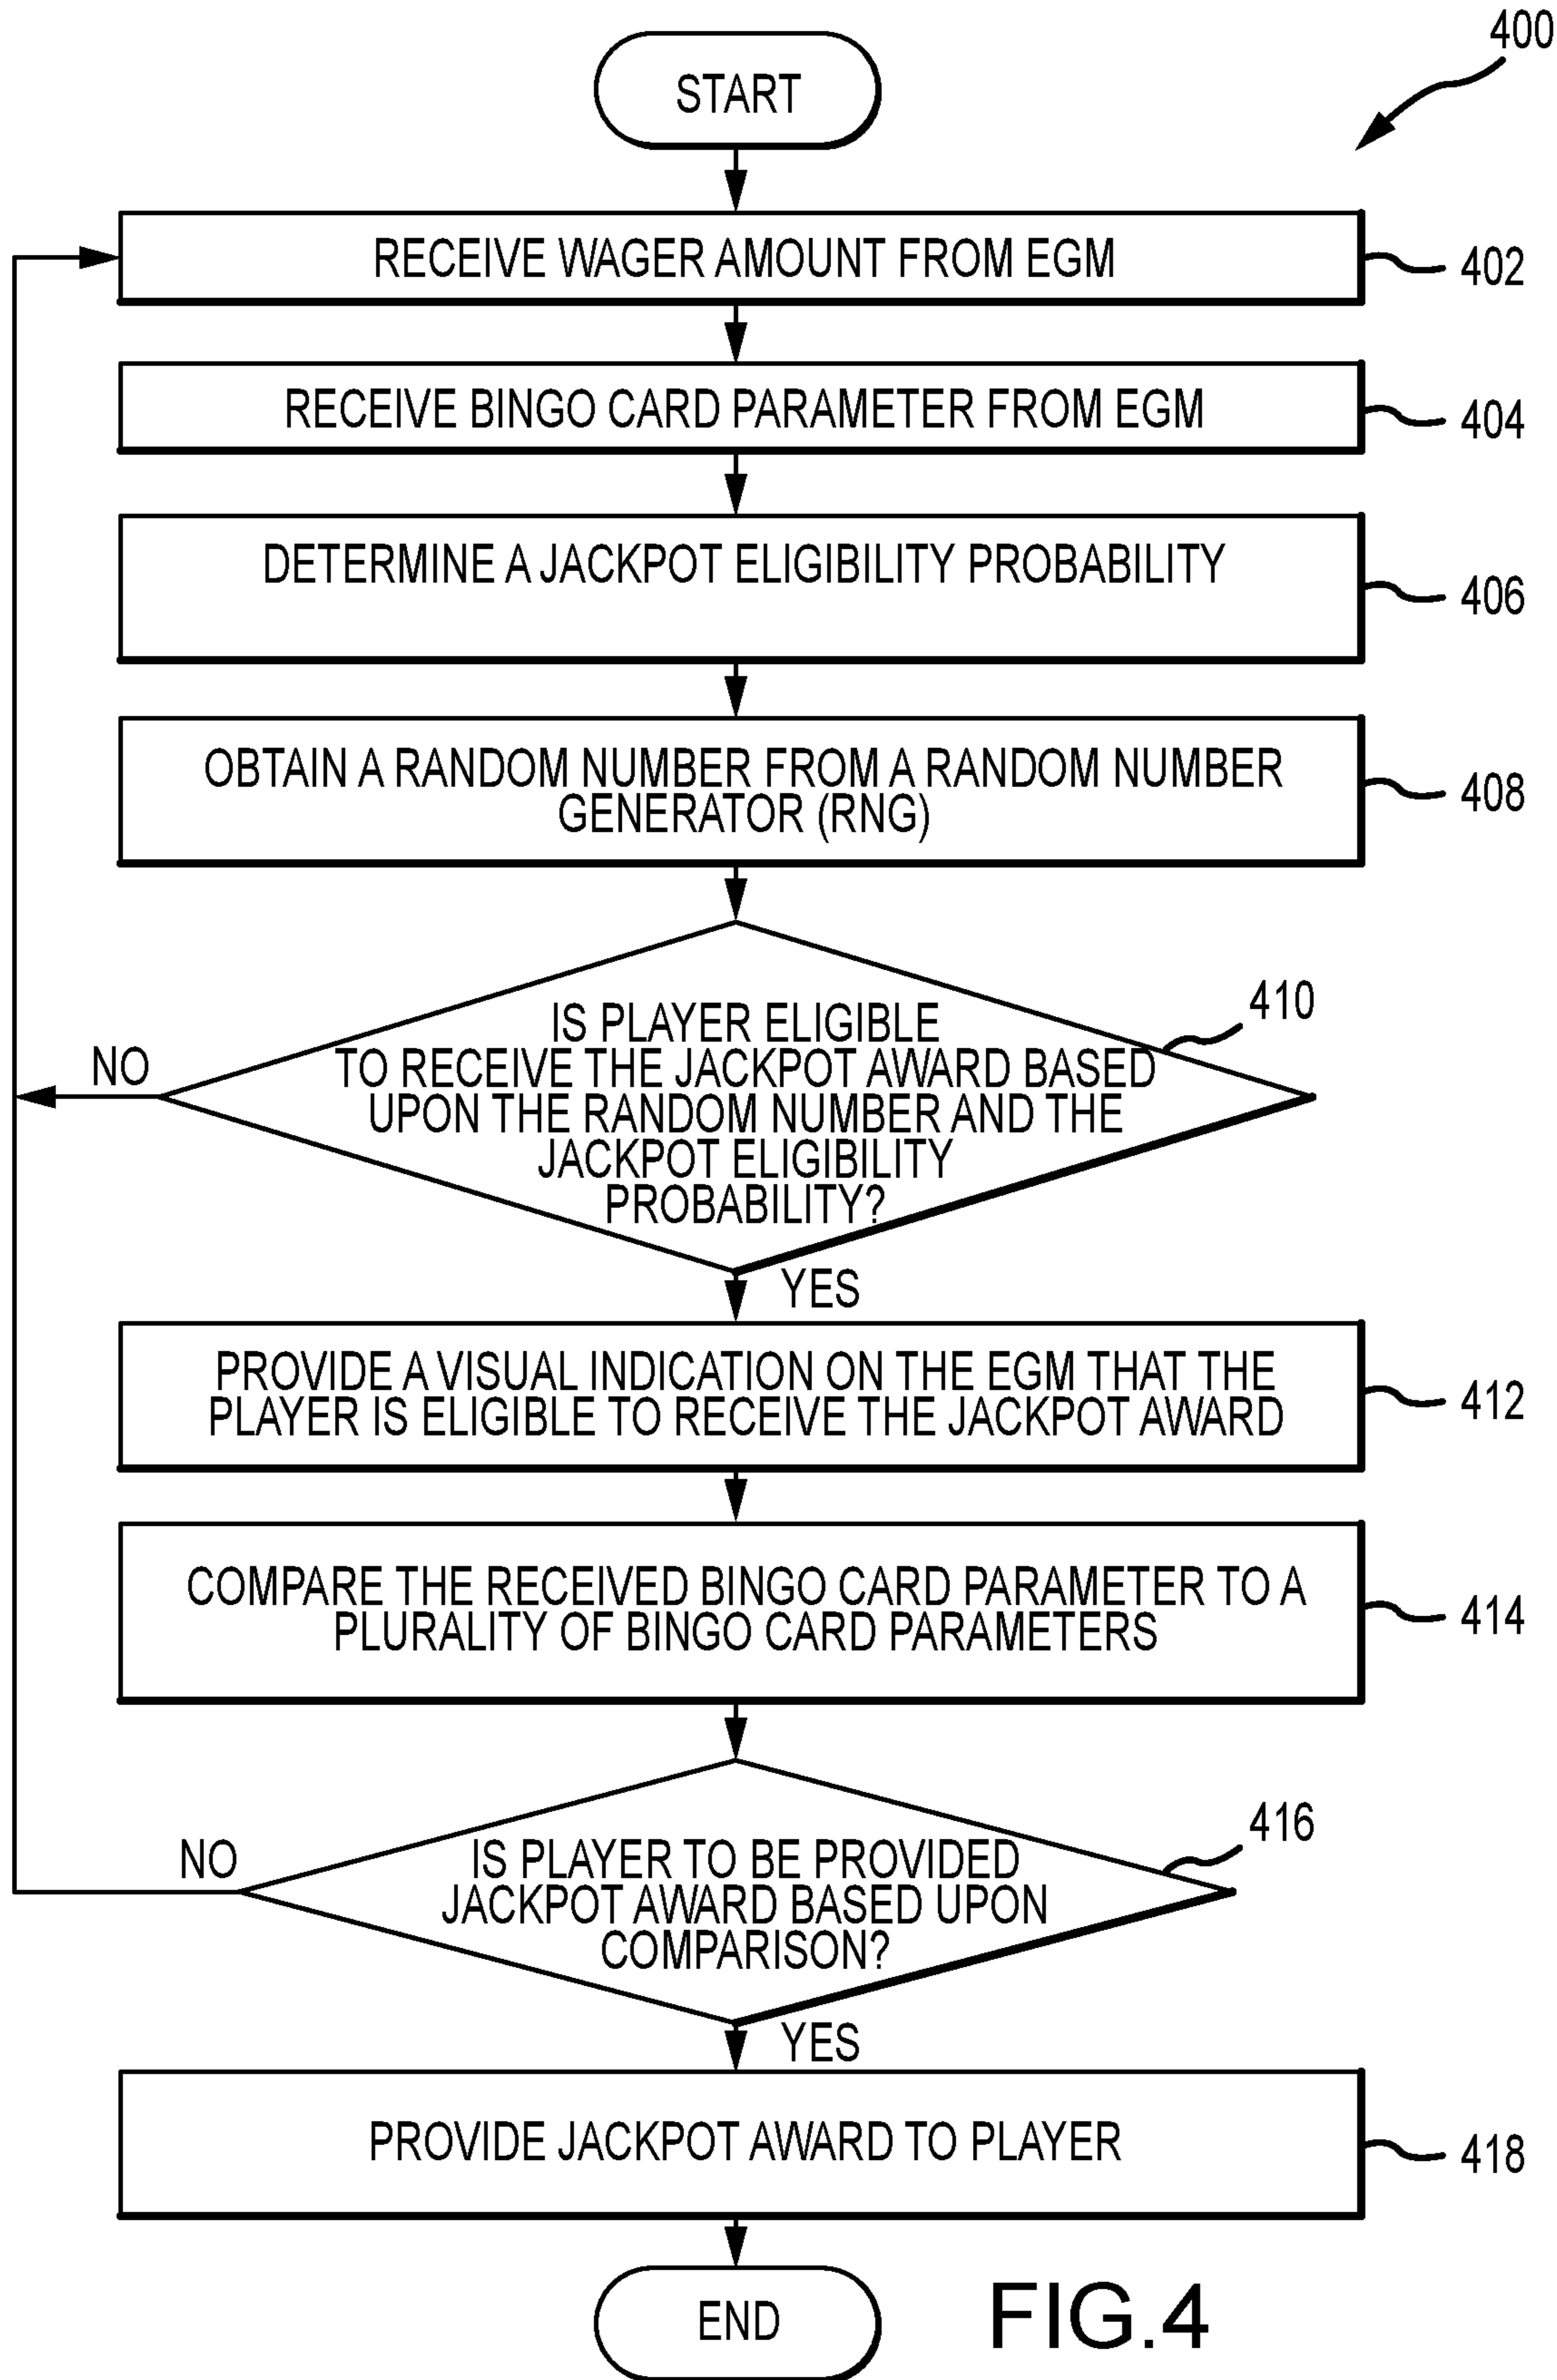 400
START
RECEIVE WAGER AMOUNT FROM EGM
402
RECEIVE BINGO CARD PARAMETER FROM EGM
404
DETERMINE A JACKPOT ELIGIBILITY PROBABILITY
406
OBTAIN A RANDOM NUMBER FROM A RANDOM NUMBER
GENERATOR (RNG)
408
IS PLAYER ELIGIBLE
TO RECEIVE THE JACKPOT AWARD BASED
UPON THE RANDOM NUMBER AND THE
JACKPOT ELIGIBILITY
PROBABILITY?
410
NO
YES
PROVIDE A VISUAL INDICATION ON THE EGM THAT THE
PLAYER IS ELIGIBLE TO RECEIVE THE JACKPOT AWARD
412
COMPARE THE RECEIVED BINGO CARD PARAMETER TO A
PLURALITY OF BINGO CARD PARAMETERS
414
IS PLAYER TO BE PROVIDED
JACKPOT AWARD BASED UPON
COMPARISON?
416
NO
YES
PROVIDE JACKPOT AWARD TO PLAYER
418
END
FIG.4